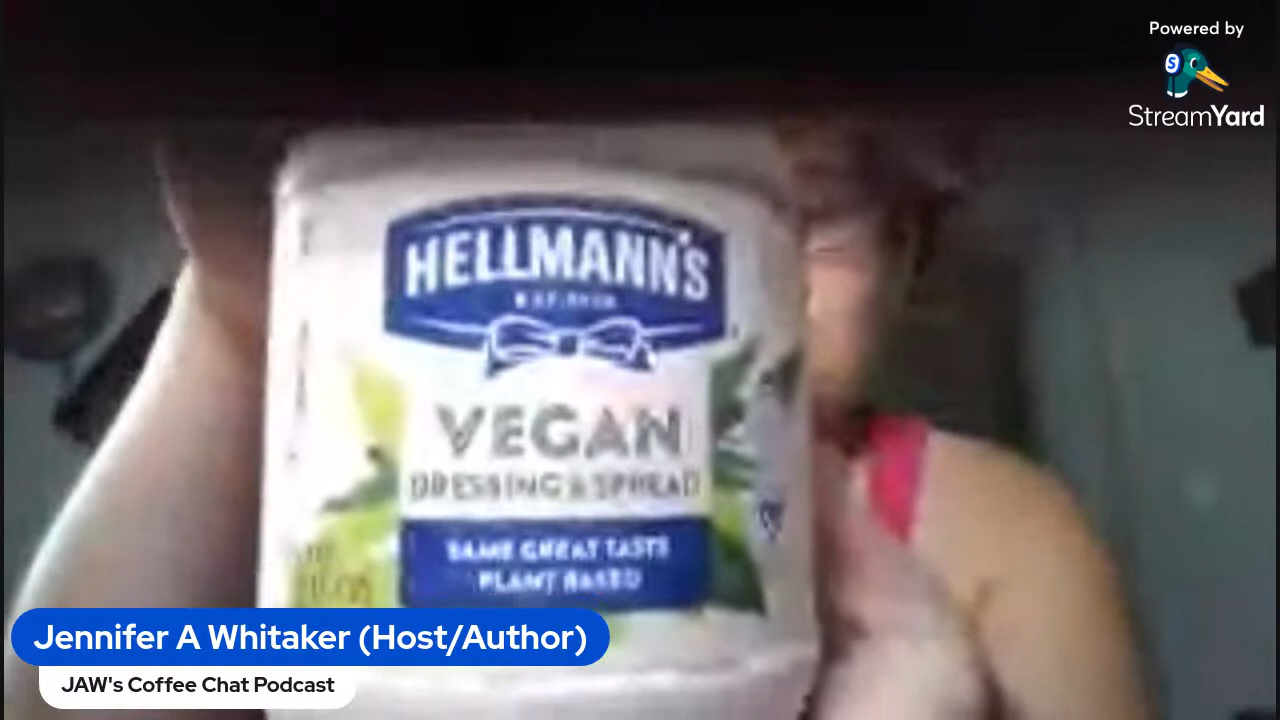 Powered by
StreamYard
HELLMANN'S
VEGAN
DRESSING & SPREAD
SAME GREAT TASTE
PLANT BASED
Jennifer A Whitaker (Host/Author)
JAW's Coffee Chat Podcast